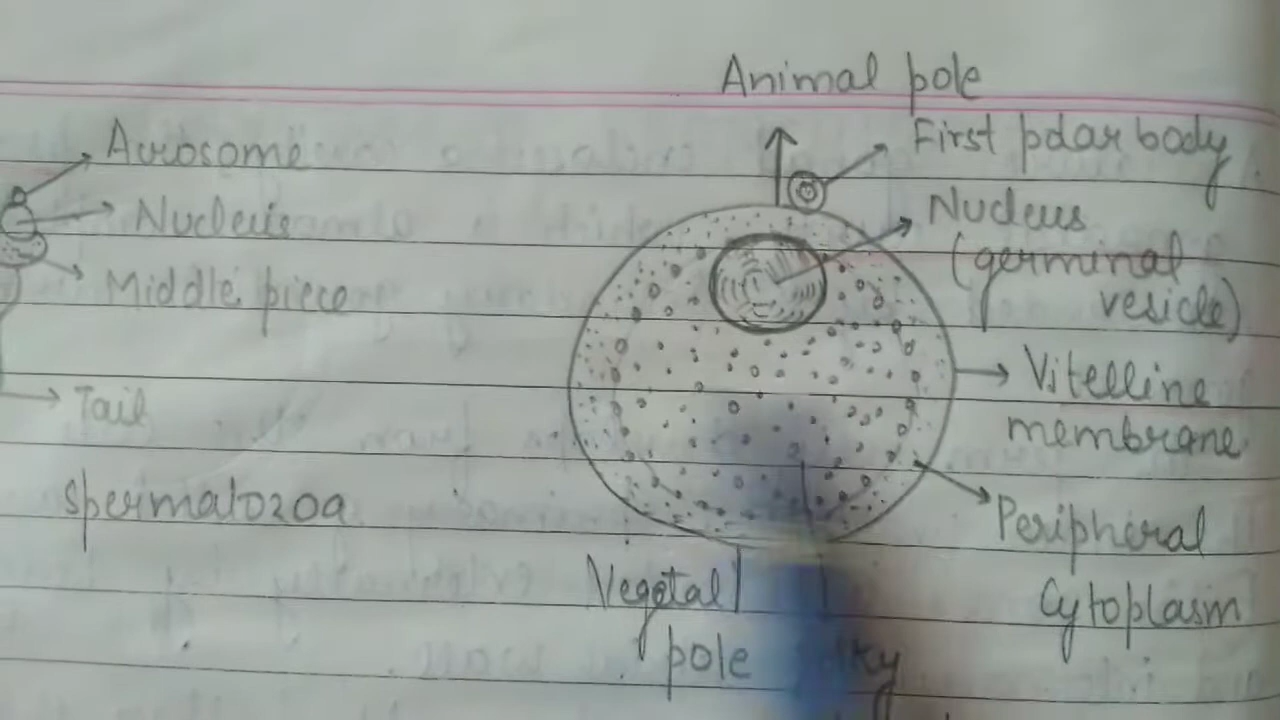 Animal pole
First polar body
Nucleus
(germinal
vesicle)
Vitelline
membrane
Peripheral
Cytoplasm
Vegetal
pole
Acrosome
Nucleus
Middle piece
Tail
Spermatozoa